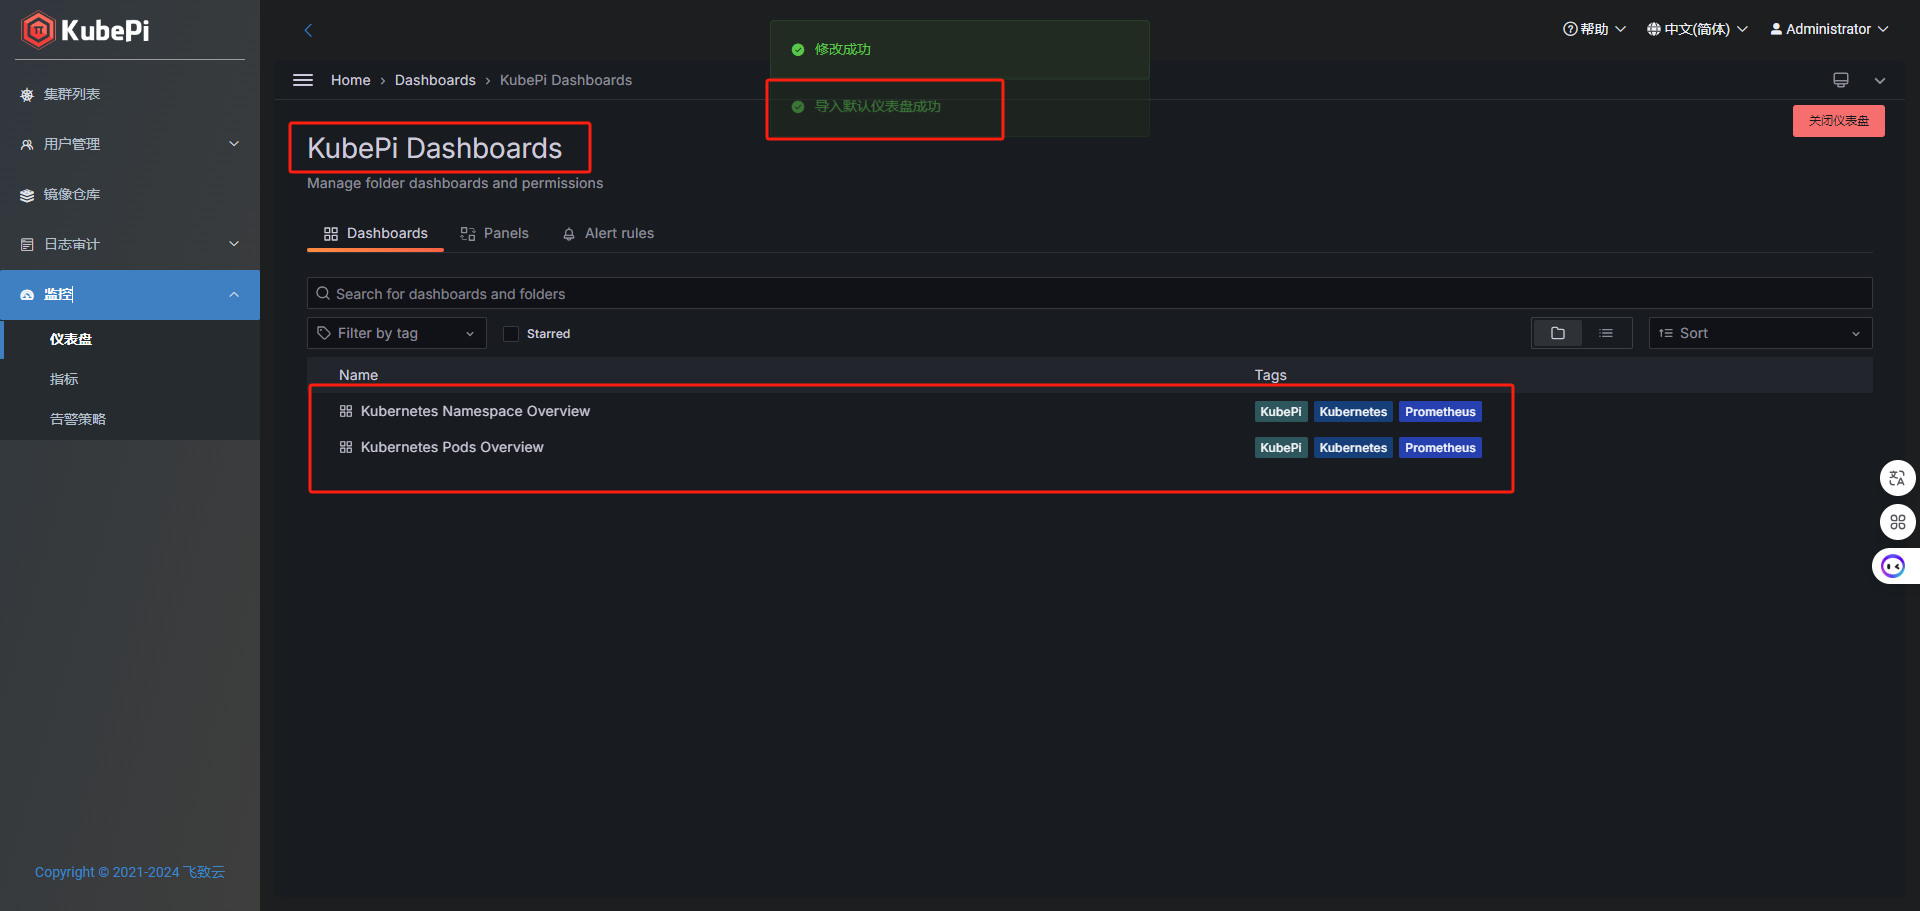 KubePi
集群列表
用户管理
镜像仓库
日志审计
监控
仪表盘
指标
告警策略
Copyright © 2021-2024 飞致云
帮助
中文(简体)
Administrator
修改成功
导入默认仪表盘成功
Home › Dashboards › KubePi Dashboards
关闭仪表盘
KubePi Dashboards
Manage folder dashboards and permissions
Dashboards Panels Alert rules
Search for dashboards and folders
Filter by tag Starred Sort
Name Tags
Kubernetes Namespace Overview KubePi Kubernetes Prometheus
Kubernetes Pods Overview KubePi Kubernetes Prometheus